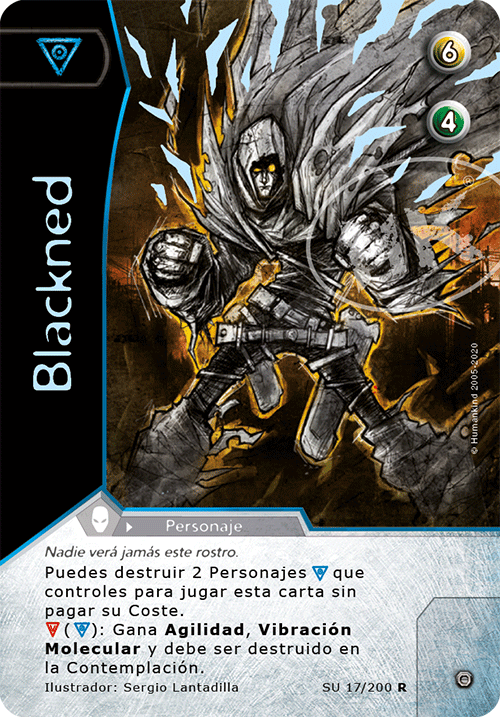 6
4
Blackned
®
© Humankind 2005-2020
Personaje
Nadie verá jamás este rostro.
Puedes destruir 2 Personajes que
controles para jugar esta carta sin
pagar su Coste.
( ): Gana Agilidad, Vibración
Molecular y debe ser destruido en
la Contemplación.
Ilustrador: Sergio Lantadilla
SU 17/200 R